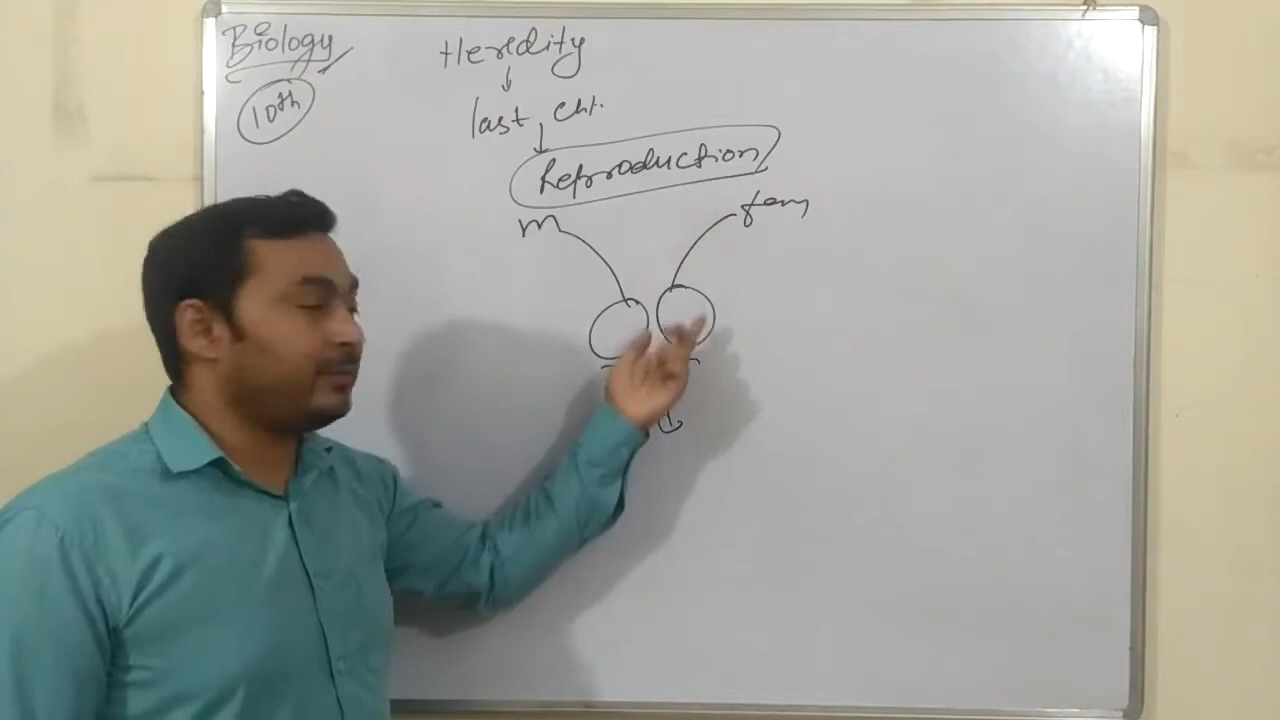 Biology
10th
Heredity
last cht.
Reproduction
m
fem